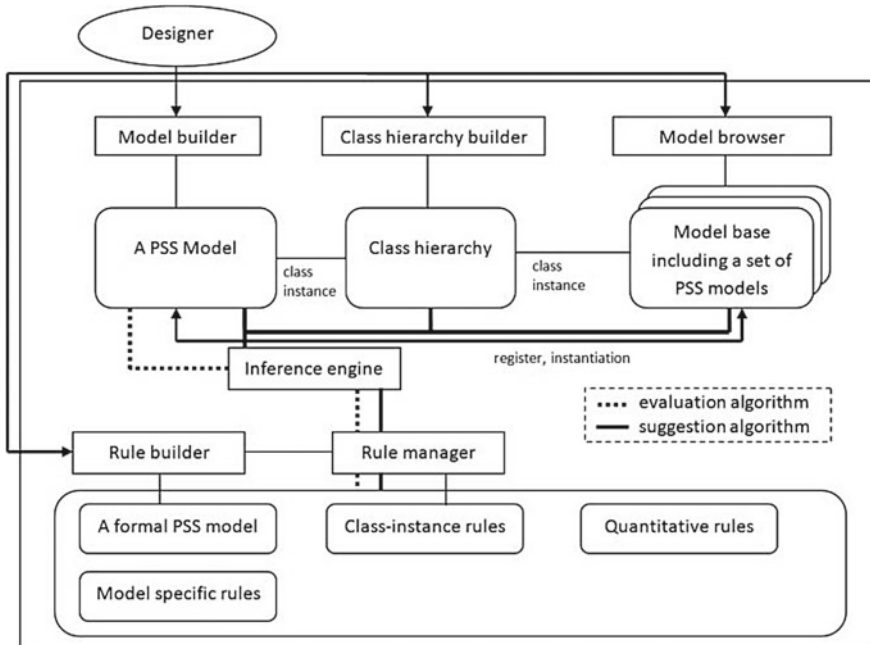 Designer
Model builder
Class hierarchy builder
Model browser
A PSS Model
class
instance
Class hierarchy
class
instance
Model base
including a set of
PSS models
register, instantiation
Inference engine
evaluation algorithm
suggestion algorithm
Rule builder
Rule manager
A formal PSS model
Class-instance rules
Quantitative rules
Model specific rules